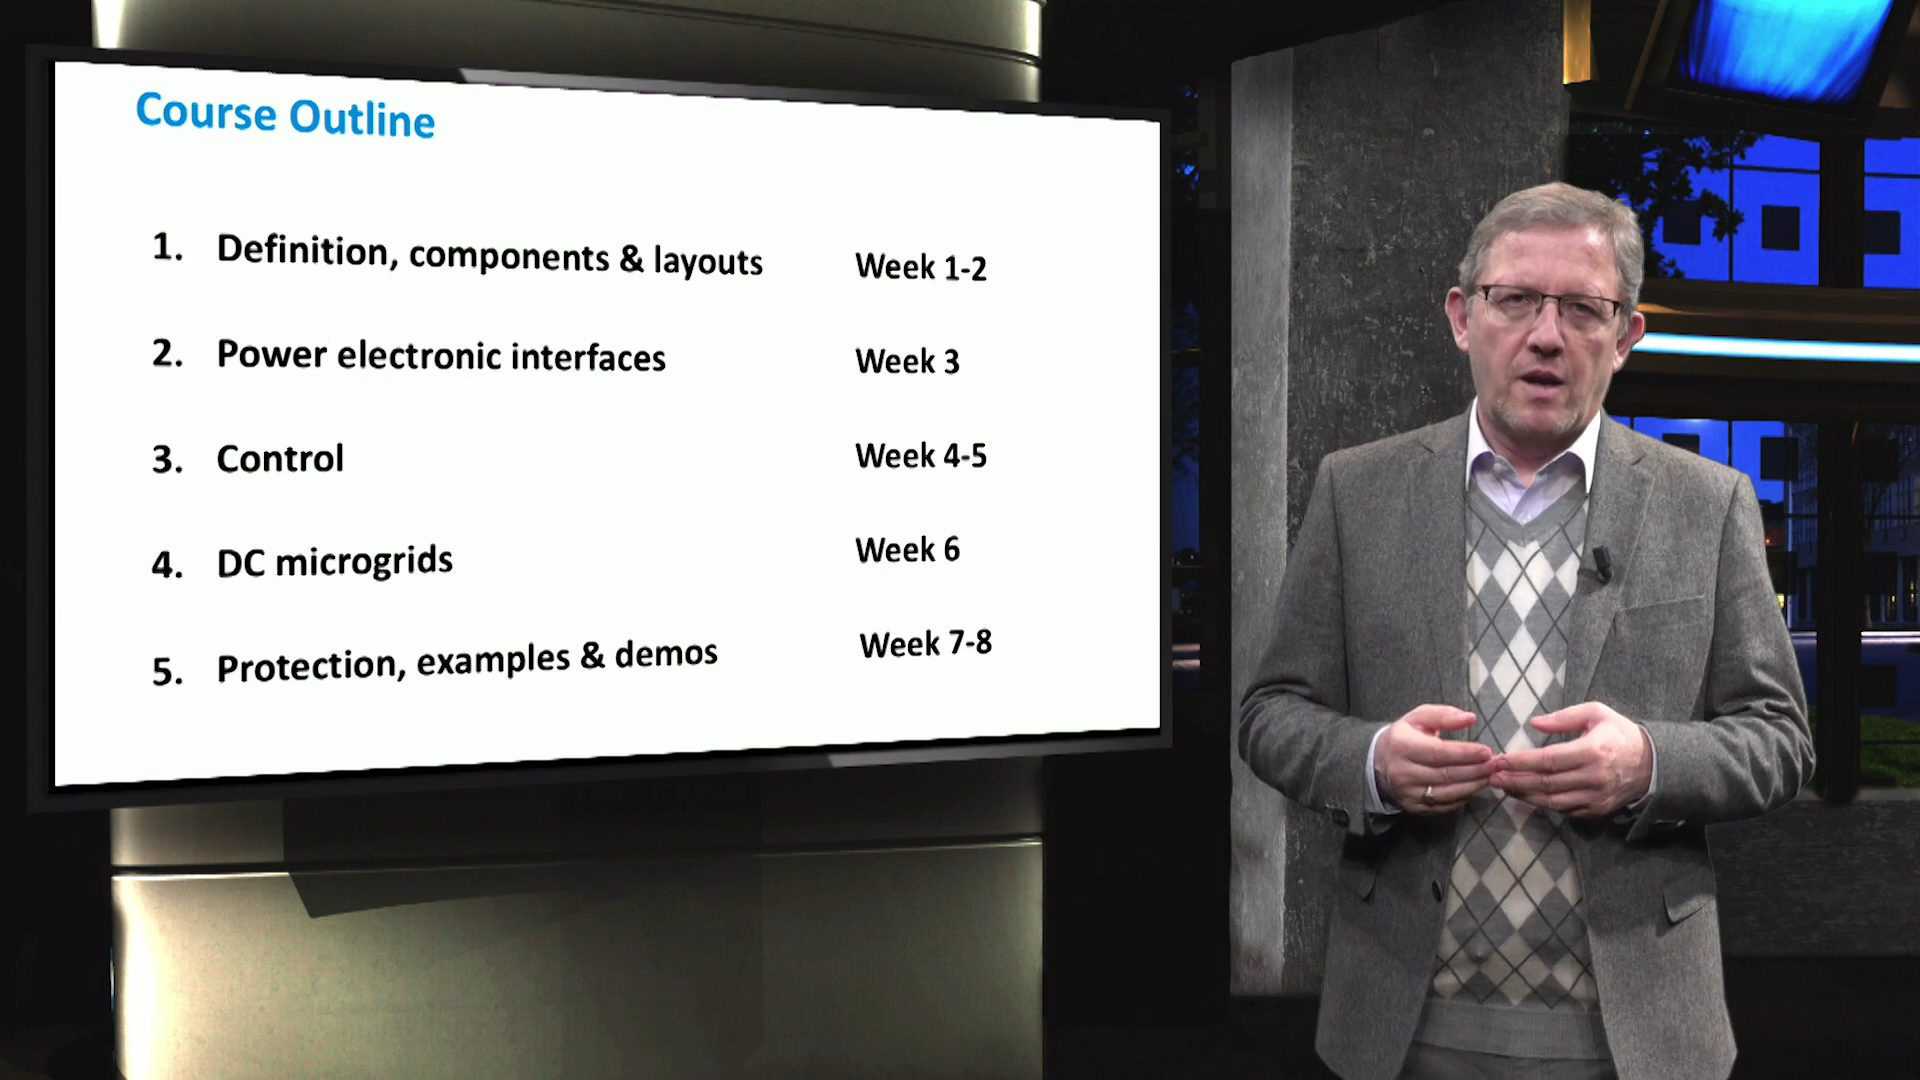 Course Outline
1. Definition, components & layouts Week 1-2
2. Power electronic interfaces Week 3
3. Control Week 4-5
4. DC microgrids Week 6
5. Protection, examples & demos Week 7-8